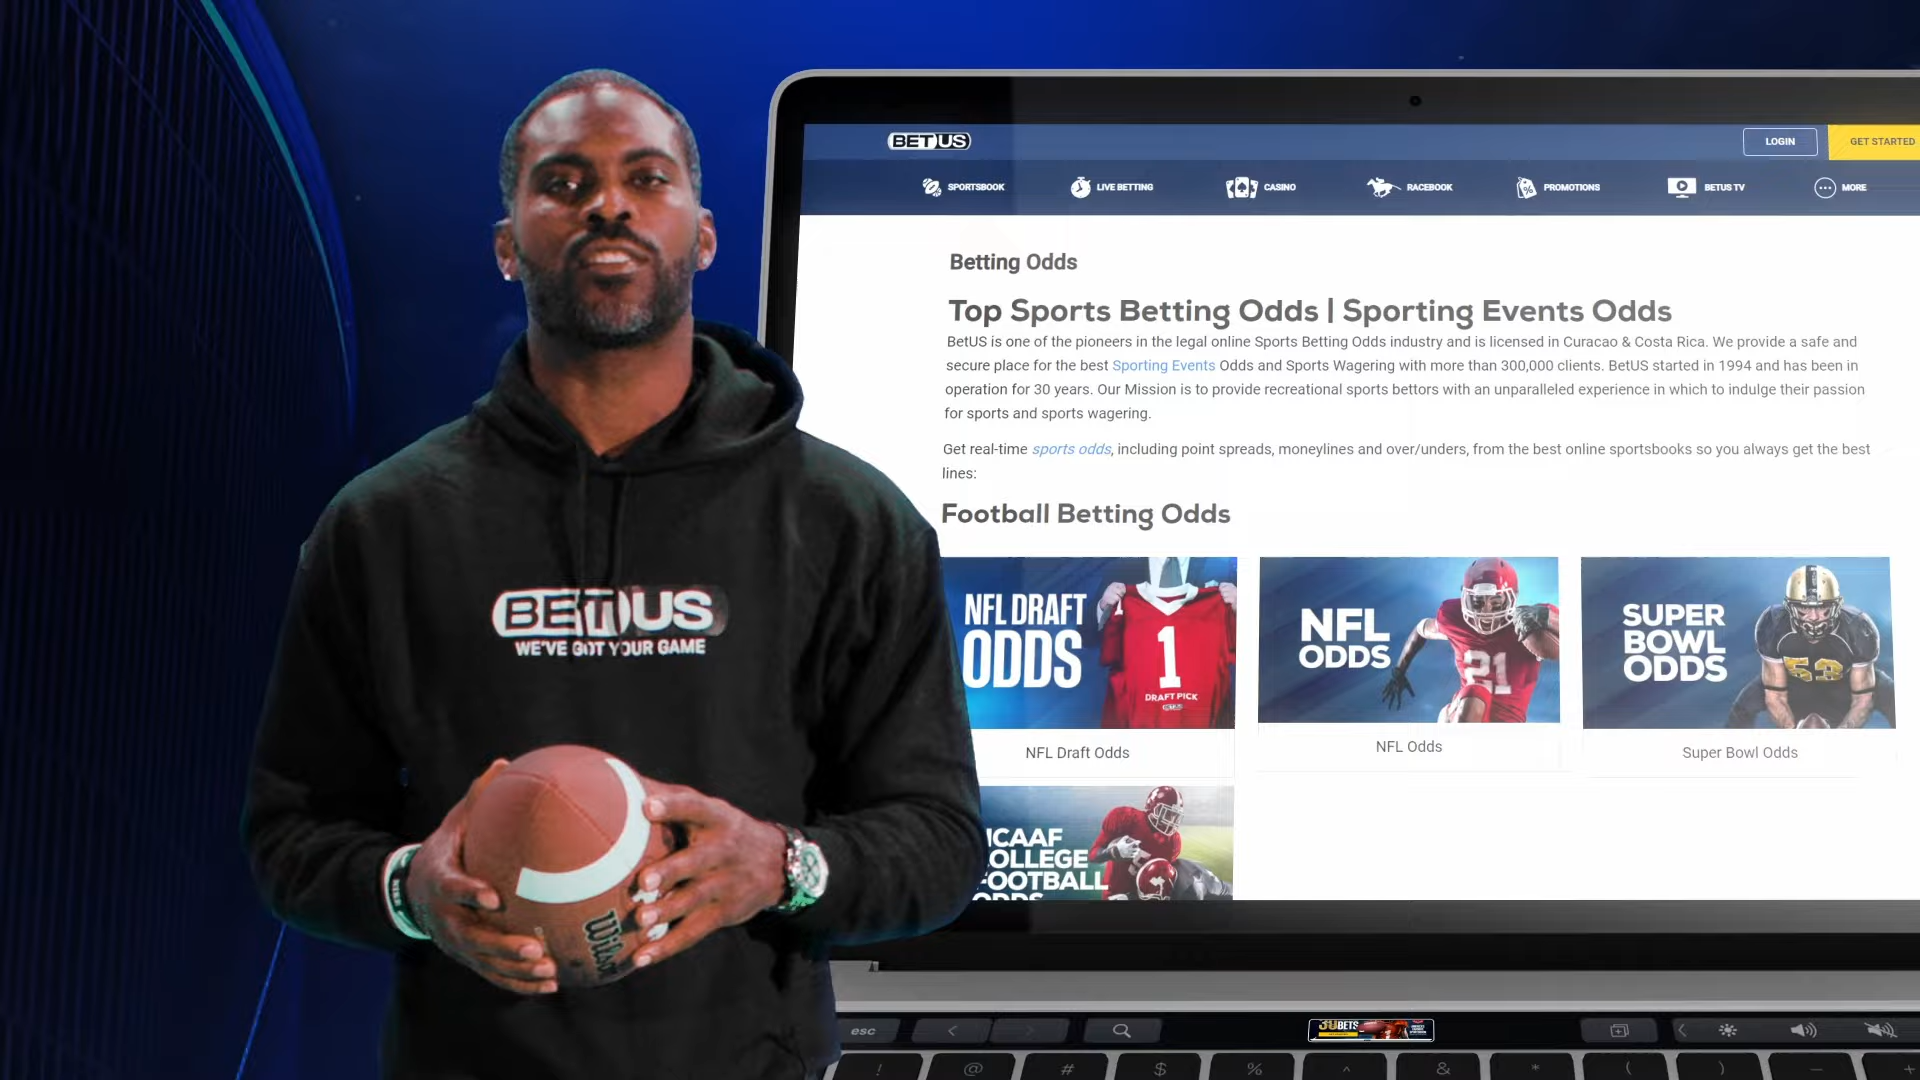 BETUS
LOGIN
GET STARTED
SPORTSBOOK
LIVE BETTING
CASINO
RACEBOOK
PROMOTIONS
BETUS TV
MORE
Betting Odds
Top Sports Betting Odds | Sporting Events Odds
BetUS is one of the pioneers in the legal online Sports Betting Odds industry and is licensed in Curacao & Costa Rica. We provide a safe and
secure place for the best Sporting Events Odds and Sports Wagering with more than 300,000 clients. BetUS started in 1994 and has been in
operation for 30 years. Our Mission is to provide recreational sports bettors with an unparalleled experience in which to indulge their passion
for sports and sports wagering.
Get real-time sports odds, including point spreads, moneylines and over/unders, from the best online sportsbooks so you always get the best
lines:
Football Betting Odds
NFL DRAFT
ODDS
1
DRAFT PICK
BETUS
NFL Draft Odds
NFL
ODDS
21
NFL Odds
SUPER
BOWL
ODDS
53
Super Bowl Odds
NCAAF
COLLEGE
FOOTBALL
ODDS
BETUS
WE'VE GOT YOUR GAME
Wilson
BETS
esc
! @ # $ % ^ & * ( ) − +